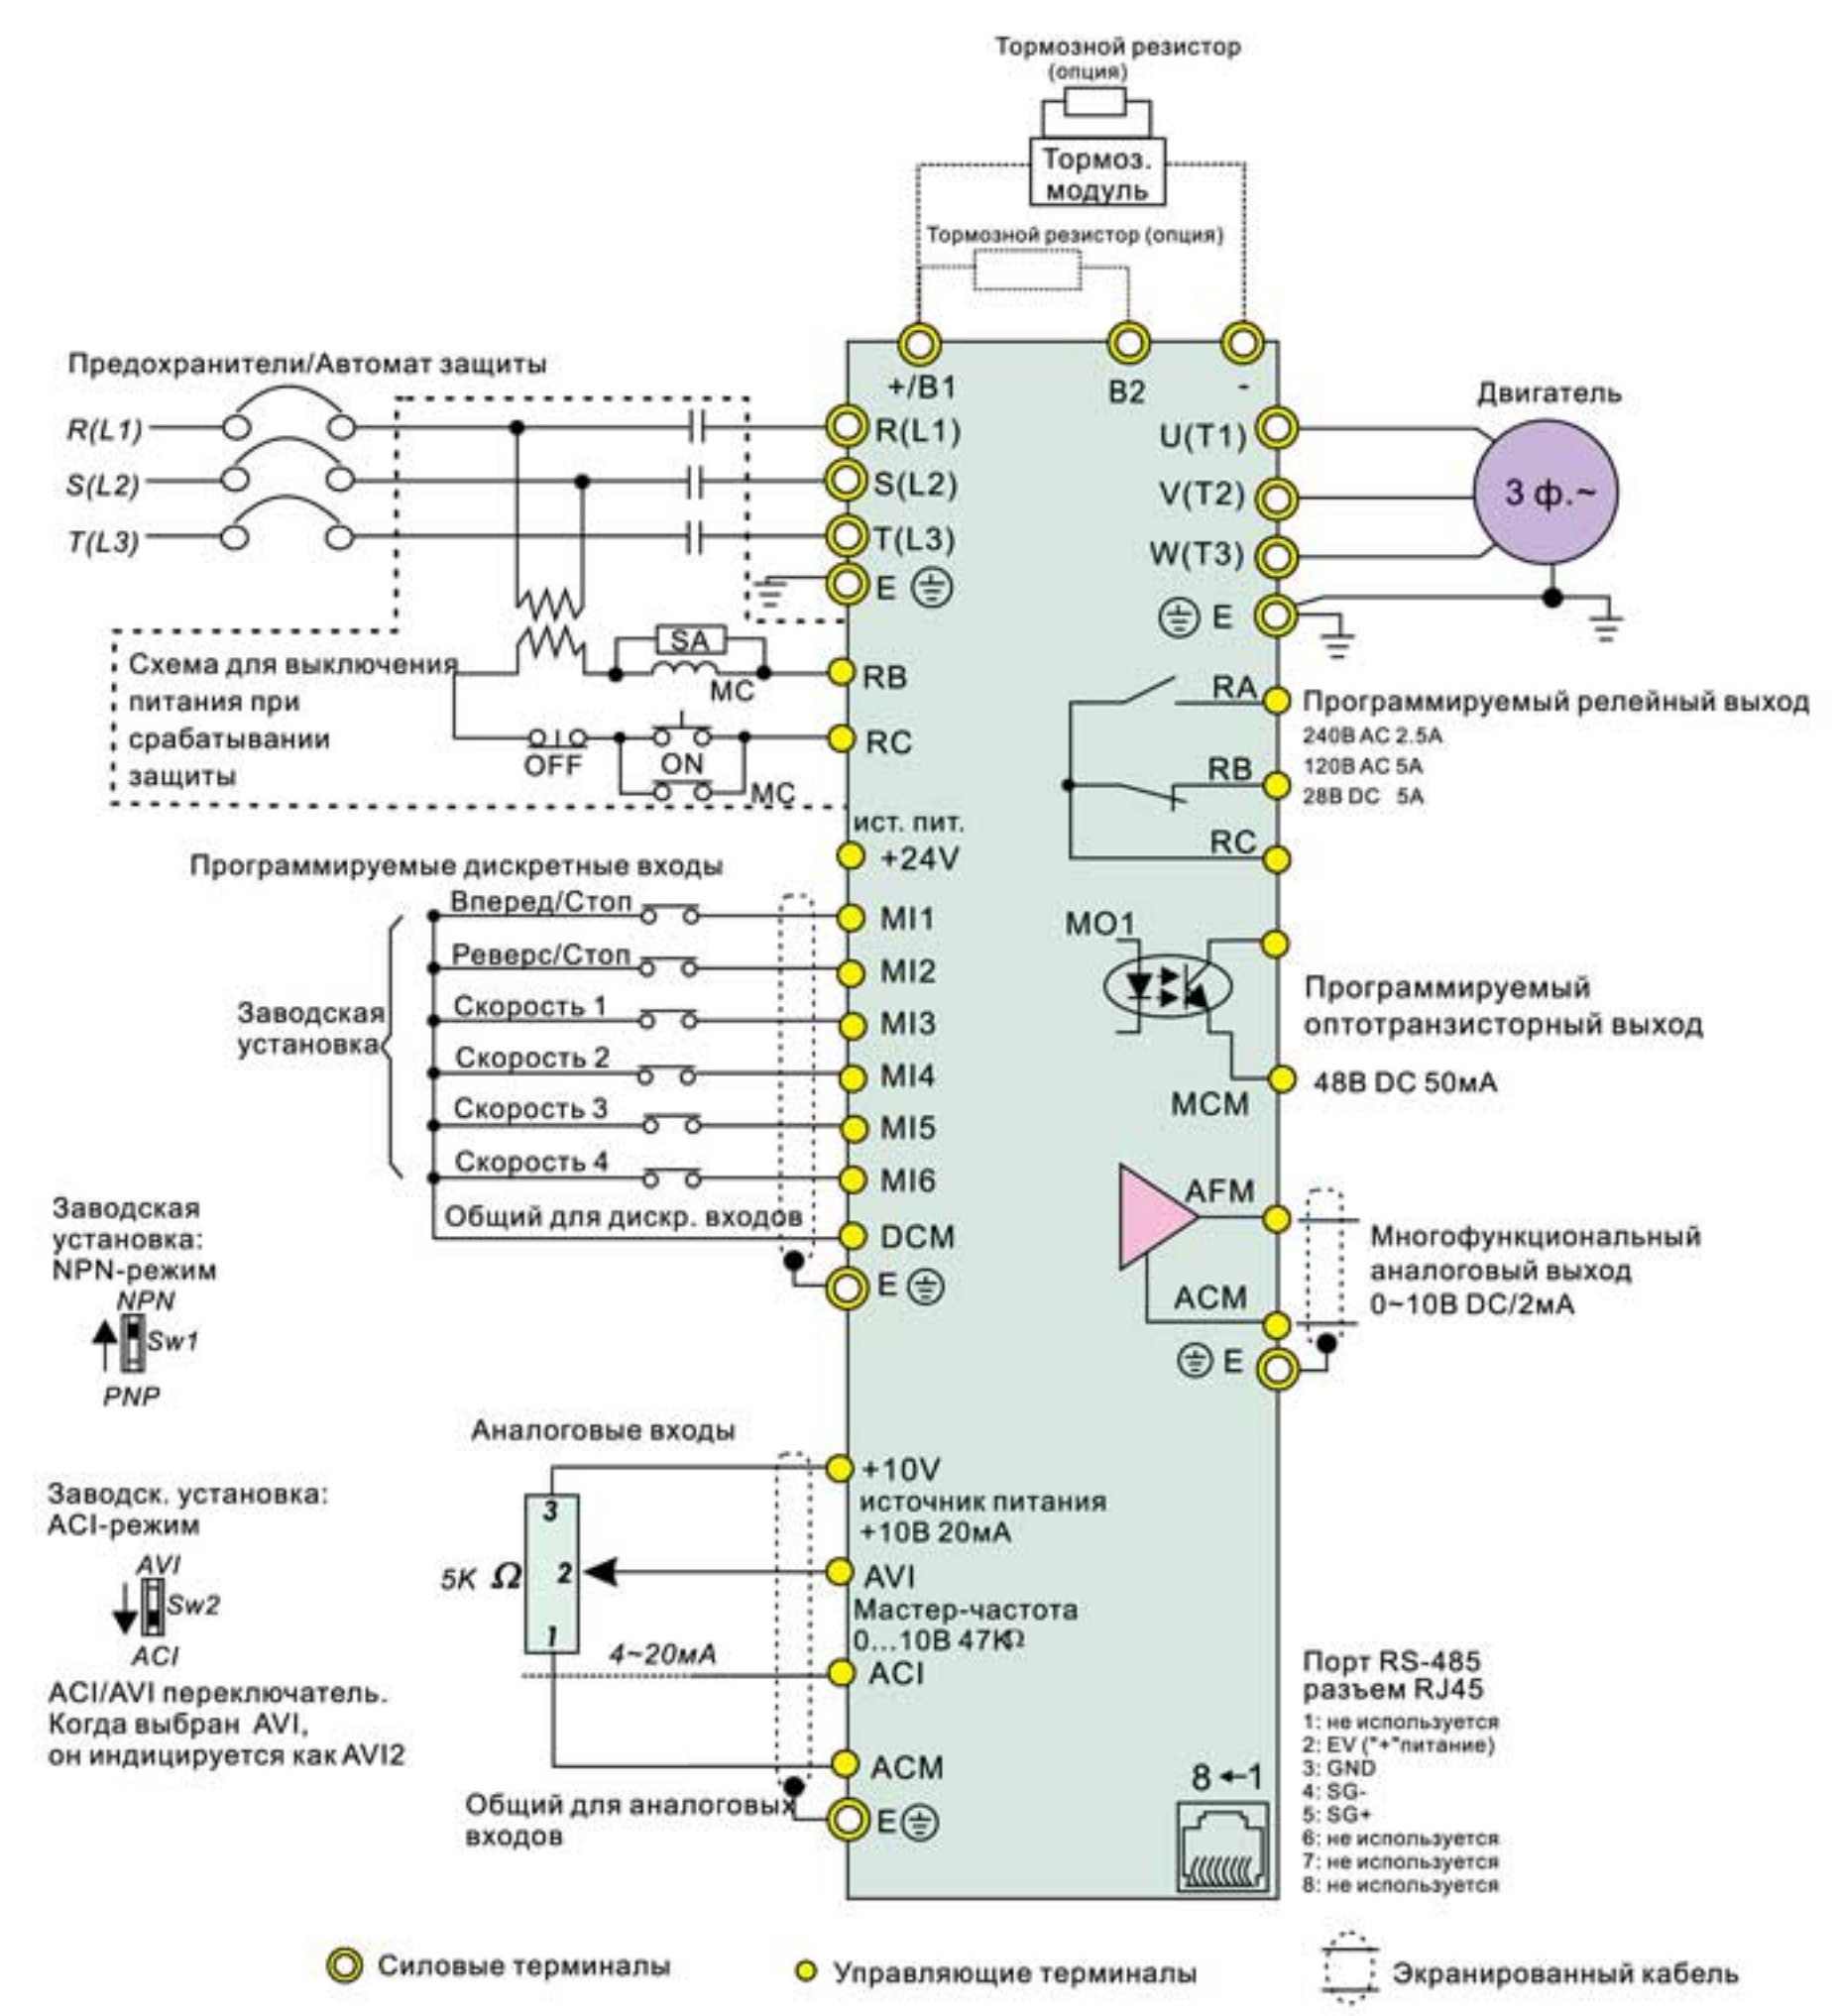 Тормозной резистор
(опция)
Тормоз.
модуль
Тормозной резистор (опция)
+/B1
B2
-
Предохранители/Автомат защиты
R(L1)
S(L2)
T(L3)
R(L1)
S(L2)
T(L3)
E
Двигатель
U(T1)
V(T2)
W(T3)
3 ф.~
E
Схема для выключения
питания при
срабатывании
защиты
SA
MC
RB
OFF
ON
MC
RC
RA
RB
RC
Программируемый релейный выход
240В AC 2.5A
120В AC 5A
28В DC 5A
ист. пит.
+24V
Программируемые дискретные входы
Вперед/Стоп
Реверс/Стоп
Скорость 1
Скорость 2
Скорость 3
Скорость 4
Общий для дискр. входов
Заводская
установка
MI1
MI2
MI3
MI4
MI5
MI6
DCM
E
MO1
MCM
Программируемый
оптотранзисторный выход
48В DC 50мА
Заводская
установка:
NPN-режим
NPN
Sw1
PNP
AFM
ACM
E
Многофункциональный
аналоговый выход
0~10В DC/2мА
Аналоговые входы
Заводск. установка:
ACI-режим
AVI
Sw2
ACI
ACI/AVI переключатель.
Когда выбран AVI,
он индицируется как AVI2
3
2
1
5K Ω
4~20мА
+10V
источник питания
+10В 20мА
AVI
Мастер-частота
0...10В 47KΩ
ACI
ACM
E
Общий для аналоговых
входов
8 ←1
Порт RS-485
разъем RJ45
1: не используется
2: EV ("+"питание)
3: GND
4: SG-
5: SG+
6: не используется
7: не используется
8: не используется
Силовые терминалы
Управляющие терминалы
Экранированный кабель